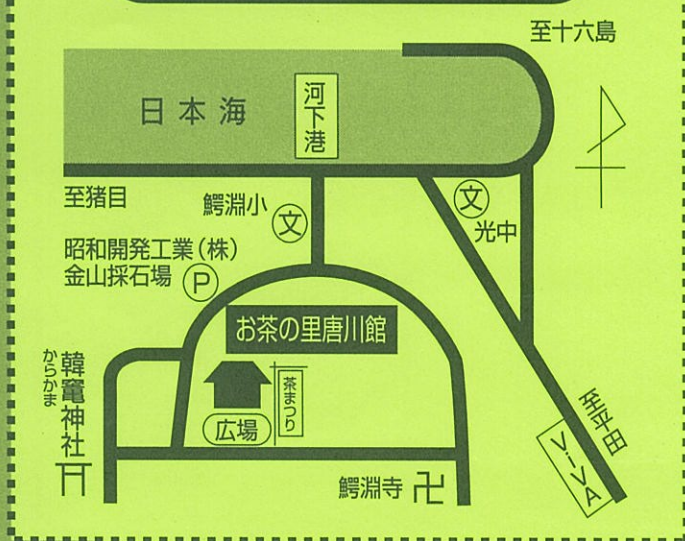 至十六島
日本海
河下港
至猪目
鰐淵小
文
文
光中
昭和開発工業(株)
金山採石場
P
お茶の里唐川館
韓竈神社
からかま
茶まつり
広場
至平田
ViVA
鰐淵寺
卍